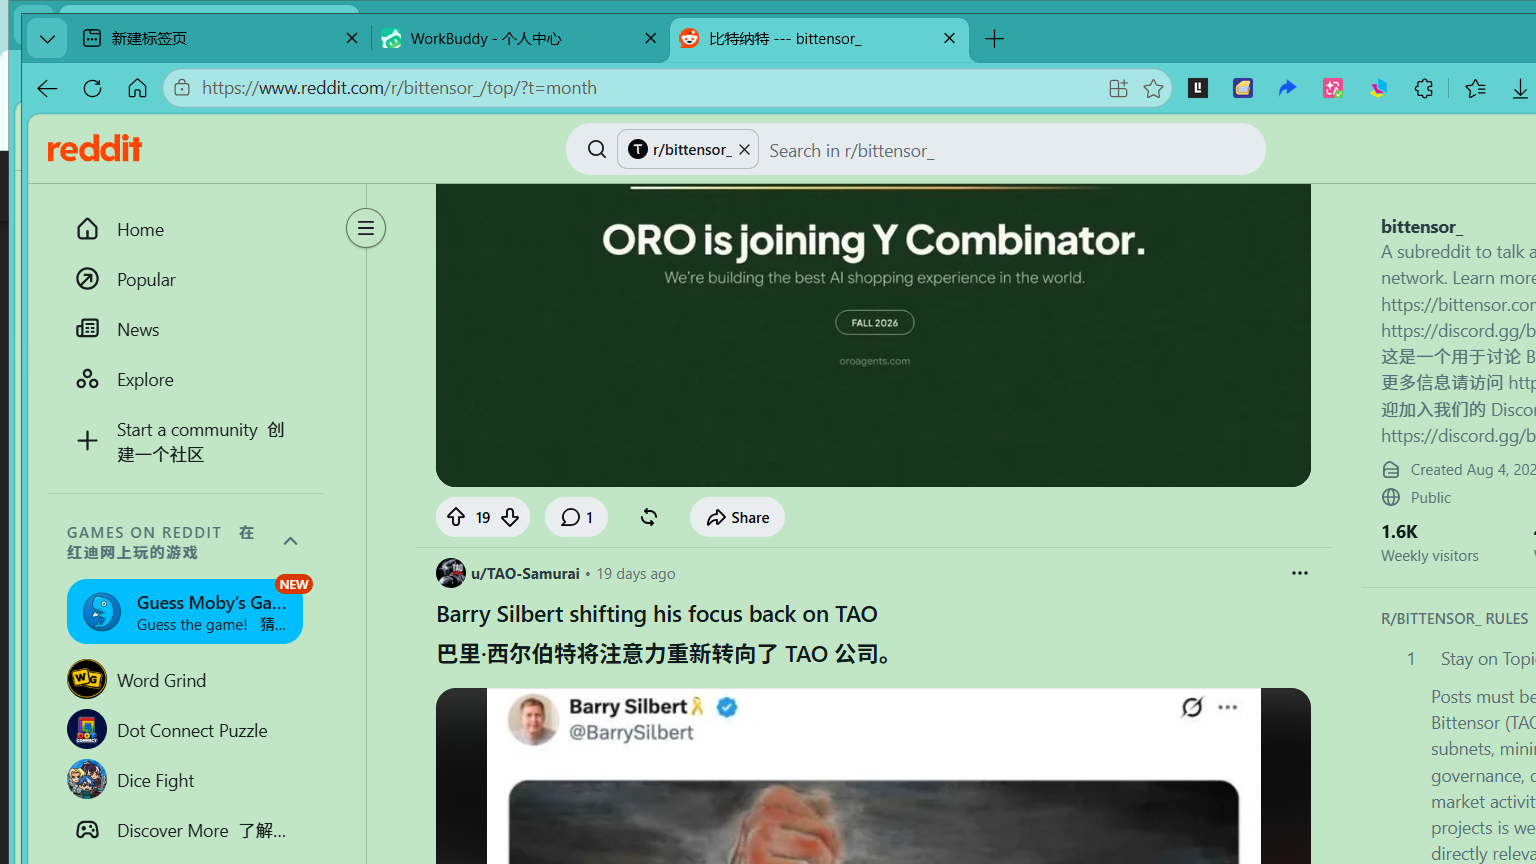 新建标签页
WorkBuddy - 个人中心
比特纳特 --- bittensor_
https://www.reddit.com/r/bittensor_/top/?t=month
reddit
r/bittensor_
Search in r/bittensor_
Home
Popular
News
Explore
Start a community 创
建一个社区
GAMES ON REDDIT 在
红迪网上玩的游戏
NEW
Guess Moby's Ga...
Guess the game! 猜...
Word Grind
Dot Connect Puzzle
Dice Fight
Discover More 了解...
ORO is joining Y Combinator.
We're building the best AI shopping experience in the world.
FALL 2026
oroagents.com
19
1
Share
u/TAO-Samurai • 19 days ago
Barry Silbert shifting his focus back on TAO
巴里·西尔伯特将注意力重新转向了 TAO 公司。
Barry Silbert
@BarrySilbert
bittensor_
A subreddit to talk a
network. Learn more
https://bittensor.co
https://discord.gg/b
这是一个用于讨论 B
更多信息请访问 http
迎加入我们的 Discor
https://discord.gg/b
Created Aug 4, 202
Public
1.6K
Weekly visitors
R/BITTENSOR_ RULES
1 Stay on Topi
Posts must be
Bittensor (TAO
subnets, mini
governance,
market activit
projects is we
directly releva